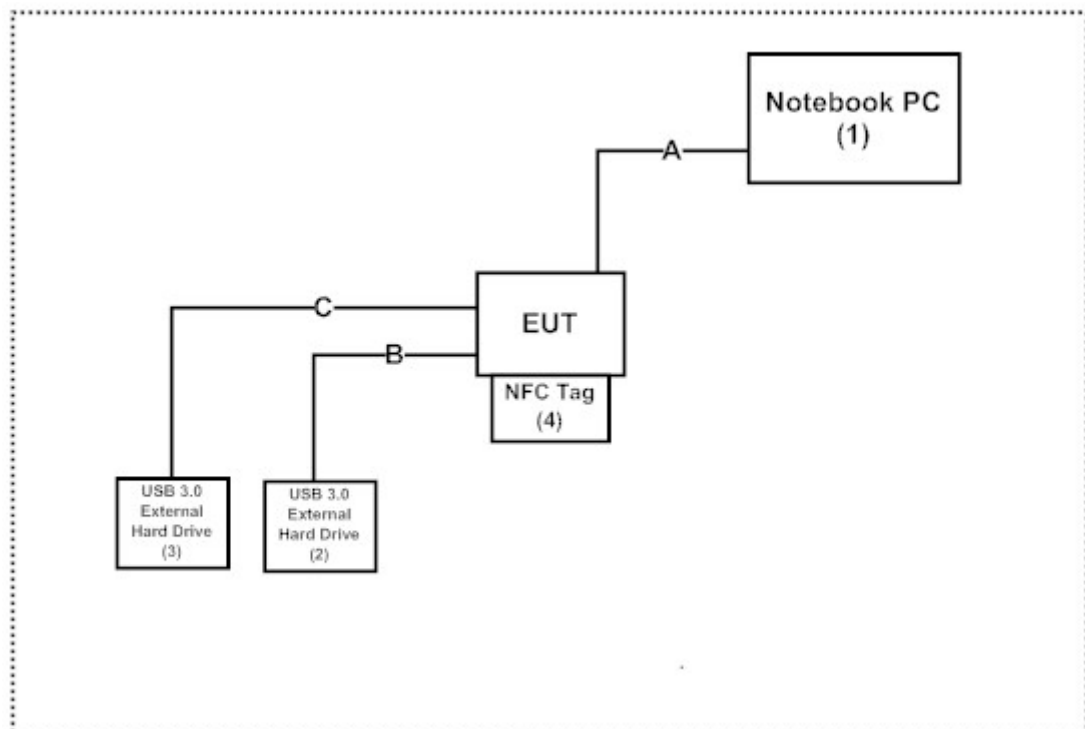 Notebook PC
(1)
A
C
EUT
B
NFC Tag
(4)
USB 3.0
External
Hard Drive
(3)
USB 3.0
External
Hard Drive
(2)